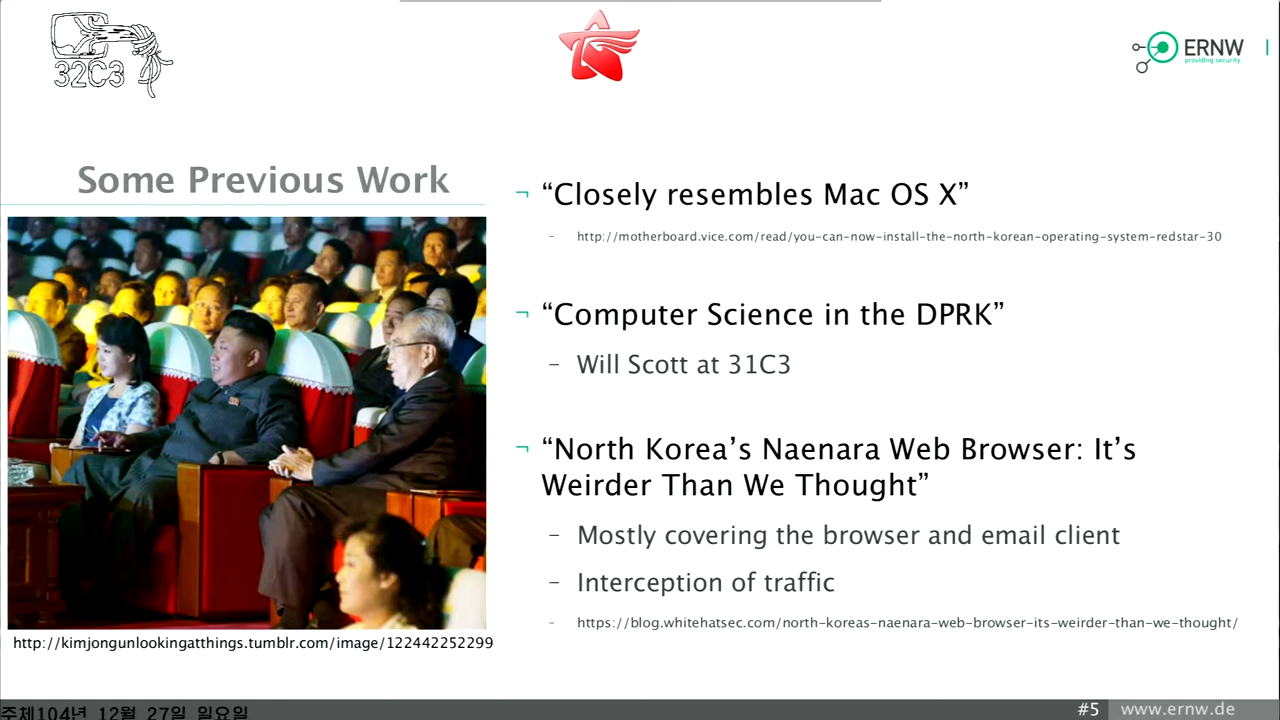 32C3
ERNW
providing security.
Some Previous Work
¬ “Closely resembles Mac OS X”
- http://motherboard.vice.com/read/you-can-now-install-the-north-korean-operating-system-redstar-30
¬ “Computer Science in the DPRK”
– Will Scott at 31C3
¬ “North Korea’s Naenara Web Browser: It’s
Weirder Than We Thought”
– Mostly covering the browser and email client
– Interception of traffic
- https://blog.whitehatsec.com/north-koreas-naenara-web-browser-its-weirder-than-we-thought/
http://kimjongunlookingatthings.tumblr.com/image/122442252299
주체104년 12월 27일 일요일
#5 www.ernw.de